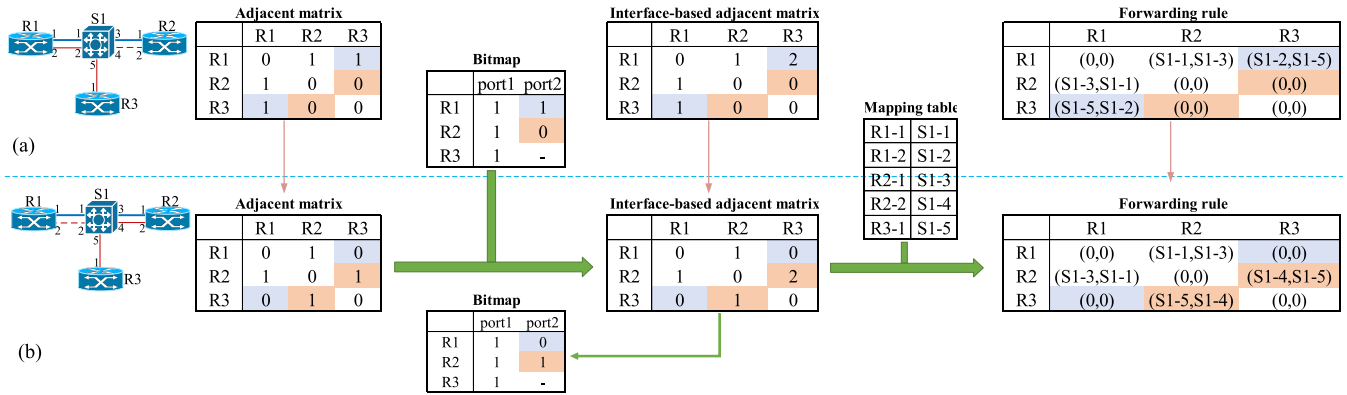 R1 S1 R2
1 1 3 1
2 2 4 2
5
1
R3
(a)
Adjacent matrix
R1 R2 R3
R1 0 1 1
R2 1 0 0
R3 1 0 0
Bitmap
port1 port2
R1 1 1
R2 1 0
R3 1 -
Interface-based adjacent matrix
R1 R2 R3
R1 0 1 2
R2 1 0 0
R3 1 0 0
Mapping table
R1-1 S1-1
R1-2 S1-2
R2-1 S1-3
R2-2 S1-4
R3-1 S1-5
Forwarding rule
R1 R2 R3
R1 (0,0) (S1-1,S1-3) (S1-2,S1-5)
R2 (S1-3,S1-1) (0,0) (0,0)
R3 (S1-5,S1-2) (0,0) (0,0)
R1 S1 R2
1 1 3 1
2 2 4 2
5
1
R3
(b)
Adjacent matrix
R1 R2 R3
R1 0 1 0
R2 1 0 1
R3 0 1 0
Bitmap
port1 port2
R1 1 0
R2 1 1
R3 1 -
Interface-based adjacent matrix
R1 R2 R3
R1 0 1 0
R2 1 0 2
R3 0 1 0
Forwarding rule
R1 R2 R3
R1 (0,0) (S1-1,S1-3) (0,0)
R2 (S1-3,S1-1) (0,0) (S1-4,S1-5)
R3 (0,0) (S1-5,S1-4) (0,0)